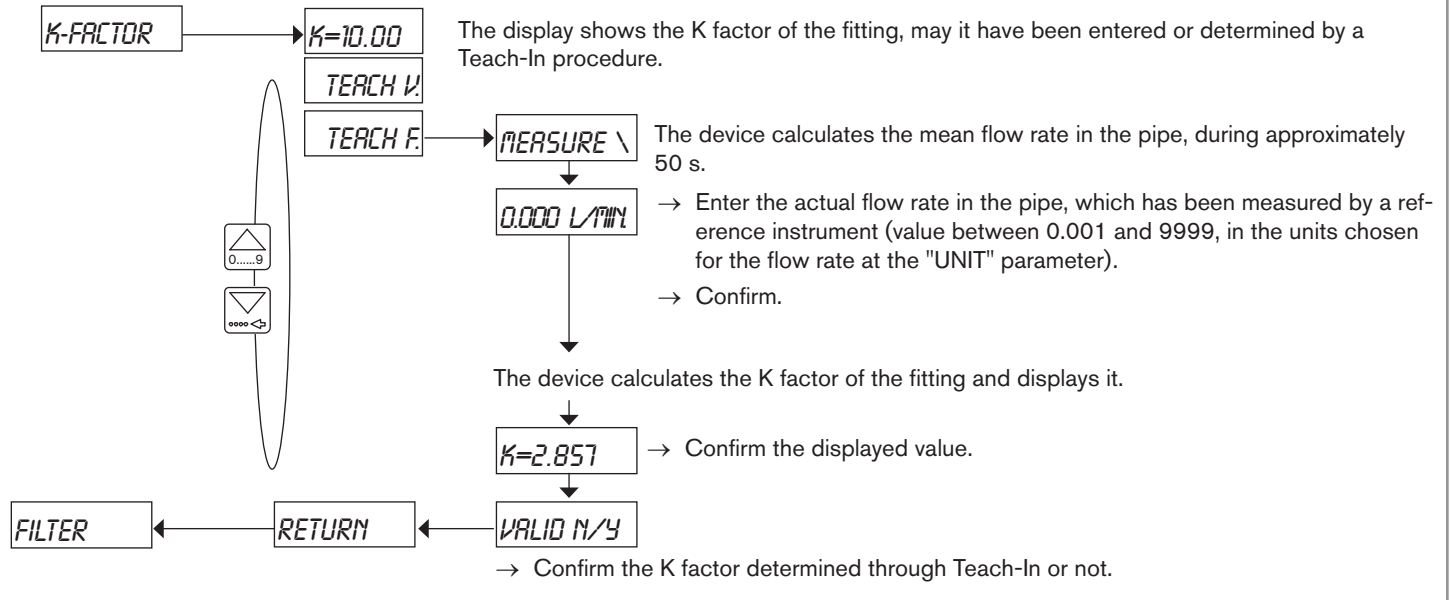 K-FACTOR
K=10.00
The display shows the K factor of the fitting, may it have been entered or determined by a
Teach-In procedure.
TEACH V.
TEACH F.
MEASURE \
The device calculates the mean flow rate in the pipe, during approximately
50 s.
0.000 L/MIN.
→ Enter the actual flow rate in the pipe, which has been measured by a ref-
erence instrument (value between 0.001 and 9999, in the units chosen
for the flow rate at the "UNIT" parameter).
→ Confirm.
0......9
The device calculates the K factor of the fitting and displays it.
K=2.857
→ Confirm the displayed value.
FILTER
RETURN
VALID N/Y
→ Confirm the K factor determined through Teach-In or not.